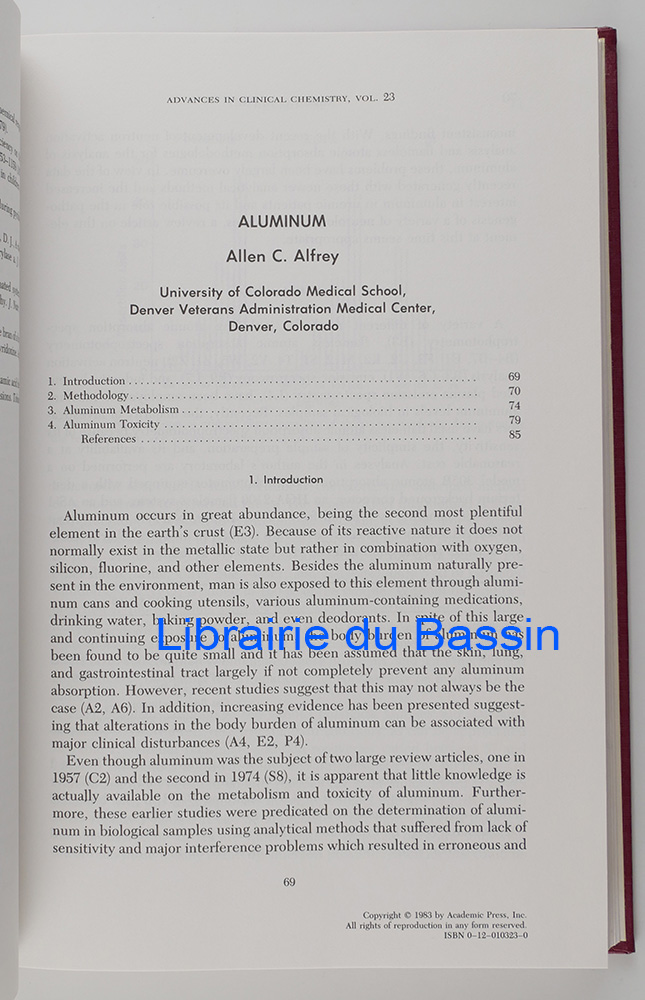 ADVANCES IN CLINICAL CHEMISTRY, VOL. 23
ALUMINUM
Allen C. Alfrey
University of Colorado Medical School,
Denver Veterans Administration Medical Center,
Denver, Colorado
1. Introduction . . . . . . . . . . . . . . . . . . . . . . . . . . . . . . 69
2. Methodology. . . . . . . . . . . . . . . . . . . . . . . . . . . . . . 70
3. Aluminum Metabolism . . . . . . . . . . . . . . . . . . . . . . . . . 74
4. Aluminum Toxicity . . . . . . . . . . . . . . . . . . . . . . . . . . 79
References . . . . . . . . . . . . . . . . . . . . . . . . . . . . . . 85
1. Introduction
Aluminum occurs in great abundance, being the second most plentiful
element in the earth's crust (E3). Because of its reactive nature it does not
normally exist in the metallic state but rather in combination with oxygen,
silicon, fluorine, and other elements. Besides the aluminum naturally pre-
sent in the environment, man is also exposed to this element through alumi-
num cans and cooking utensils, various aluminum-containing medications,
drinking water, baking powder, and even deodorants. In spite of this large
and continuing exposure to aluminum, the body burden of aluminum has
Librairie du Bassin
been found to be quite small and it has been assumed that the skin, lung,
and gastrointestinal tract largely if not completely prevent any aluminum
absorption. However, recent studies suggest that this may not always be the
case (A2, A6). In addition, increasing evidence has been presented suggest-
ing that alterations in the body burden of aluminum can be associated with
major clinical disturbances (A4, E2, P4).
Even though aluminum was the subject of two large review articles, one in
1957 (C2) and the second in 1974 (S8), it is apparent that little knowledge is
actually available on the metabolism and toxicity of aluminum. Further-
more, these earlier studies were predicated on the determination of alumi-
num in biological samples using analytical methods that suffered from lack of
sensitivity and major interference problems which resulted in erroneous and
69
Copyright © 1983 by Academic Press, Inc.
All rights of reproduction in any form reserved.
ISBN 0-12-010323-0